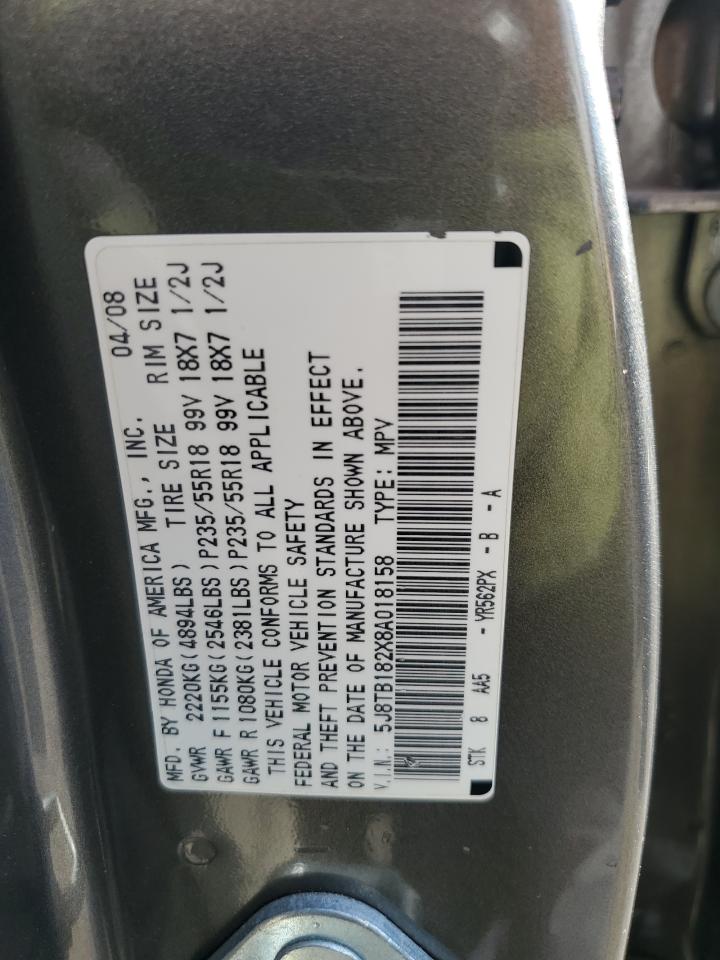 MFD. BY HONDA OF AMERICA MFG., INC. 04/08
GVWR 2220KG(4894LBS) TIRE SIZE RIM SIZE
GAWR F 1155KG(2546LBS)P235/55R18 99V 18X7 1/2J
GAWR R 1080KG(2381LBS)P235/55R18 99V 18X7 1/2J
THIS VEHICLE CONFORMS TO ALL APPLICABLE
FEDERAL MOTOR VEHICLE SAFETY
AND THEFT PREVENTION STANDARDS IN EFFECT
ON THE DATE OF MANUFACTURE SHOWN ABOVE.
V.I.N.: 5J8TB182X8A018158 TYPE: MPV
STK 8 AA5 - YR562PX - B - A